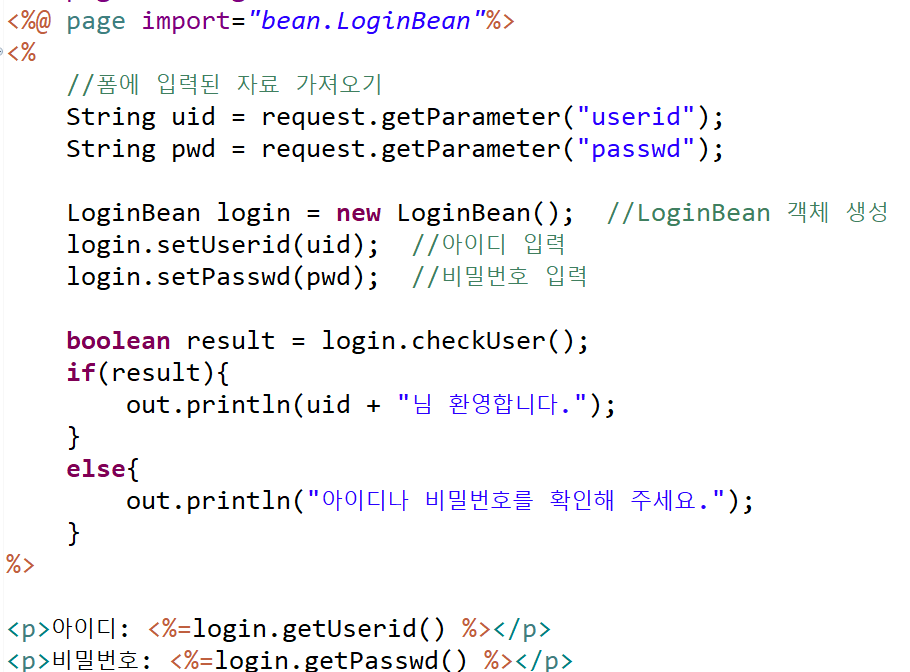 <%@ page import="bean.LoginBean"%>
<%
//폼에 입력된 자료 가져오기
String uid = request.getParameter("userid");
String pwd = request.getParameter("passwd");
LoginBean login = new LoginBean(); //LoginBean 객체 생성
login.setUserid(uid); //아이디 입력
login.setPasswd(pwd); //비밀번호 입력
boolean result = login.checkUser();
if(result){
out.println(uid + "님 환영합니다.");
}
else{
out.println("아이디나 비밀번호를 확인해 주세요.");
}
%>
<p>아이디: <%=login.getUserid() %></p>
<p>비밀번호: <%=login.getPasswd() %></p>